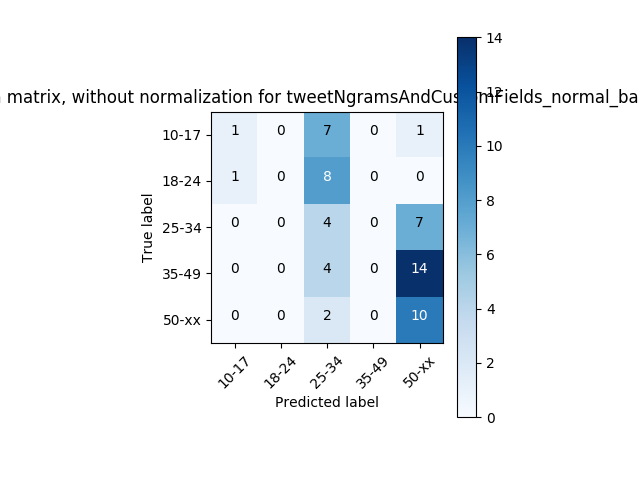 matrix, without normalization for tweetNgramsAndCustomFields_normal_ba
10-17 1 0 7 0 1
18-24 1 0 8 0 0
25-34 0 0 4 0 7
35-49 0 0 4 0 14
50-xx 0 0 2 0 10
True label
10-17 18-24 25-34 35-49 50-xx
Predicted label
14
12
10
8
6
4
2
0